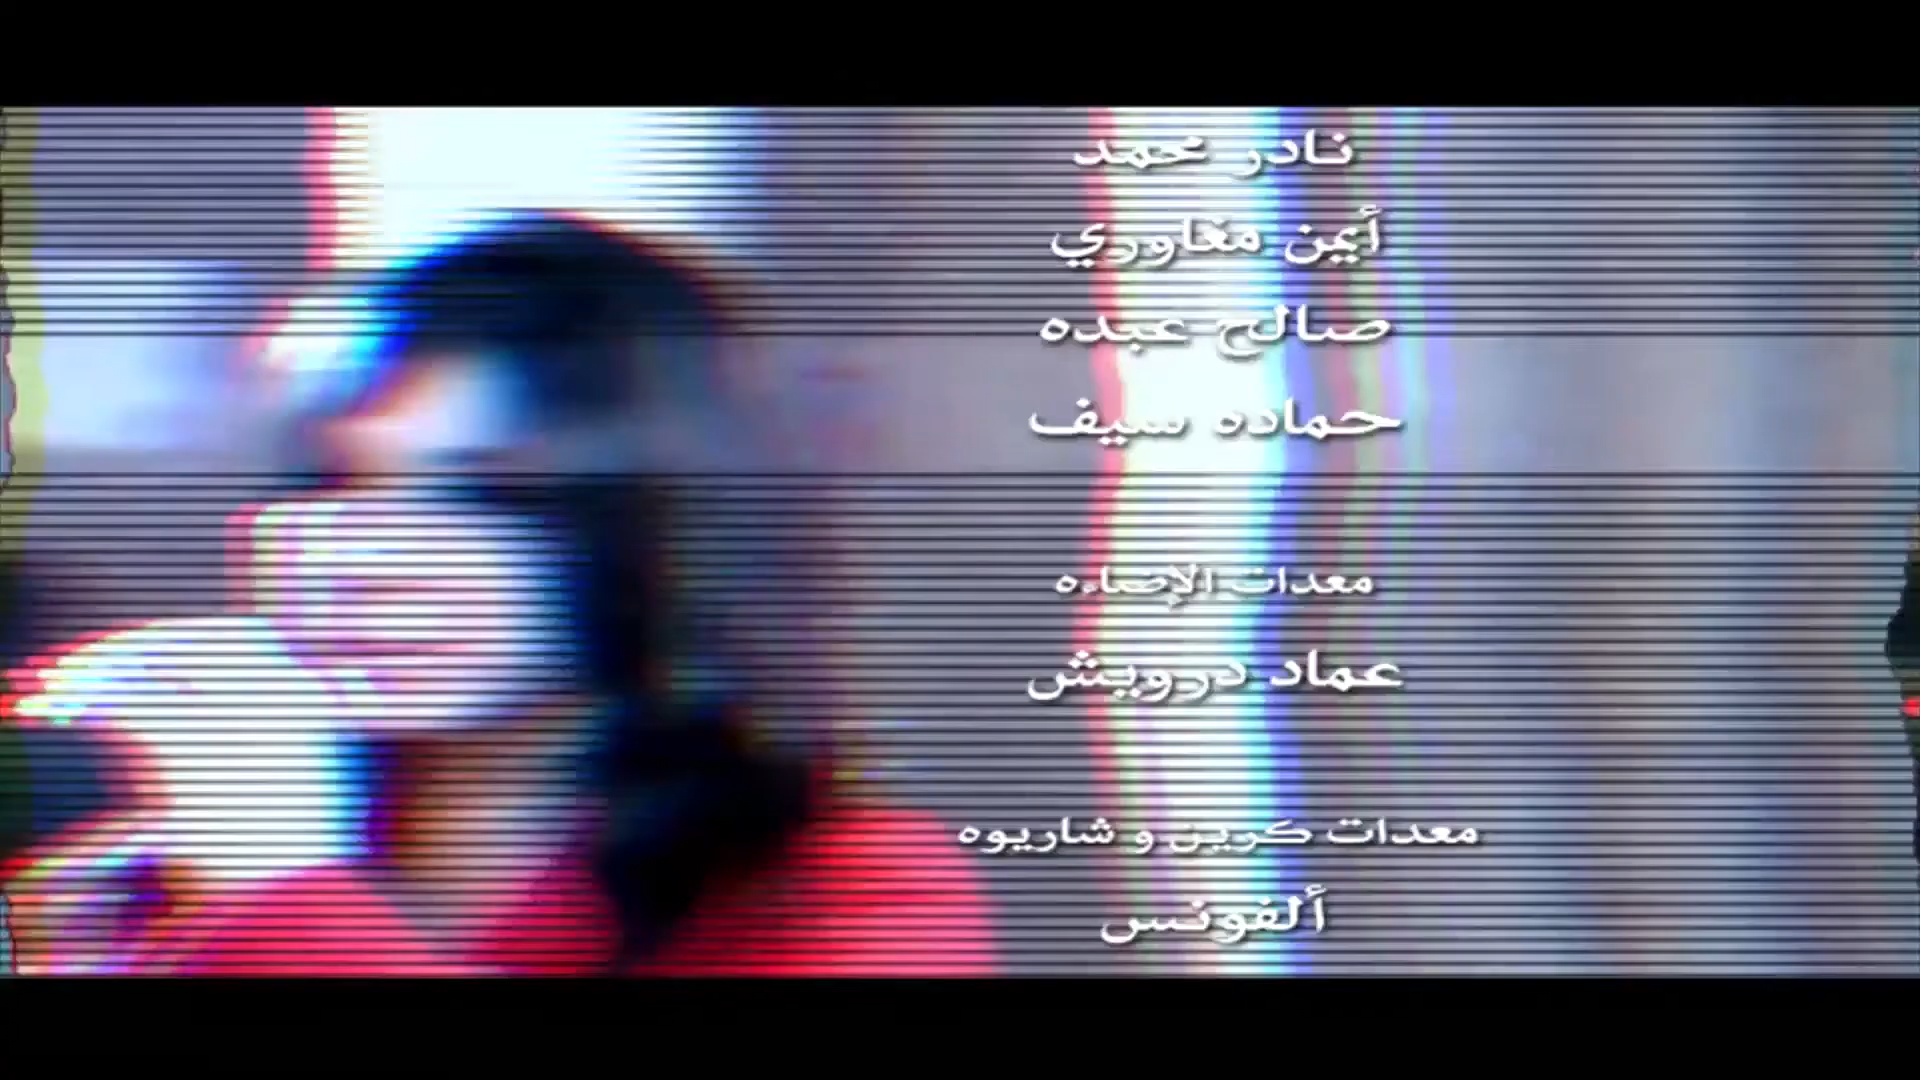 نادر محمد
أيمن مغاوري
صالح عبده
حماده سيف
معدات الإضاءه
عماد درويش
معدات كرين و شاريوه
ألفونس